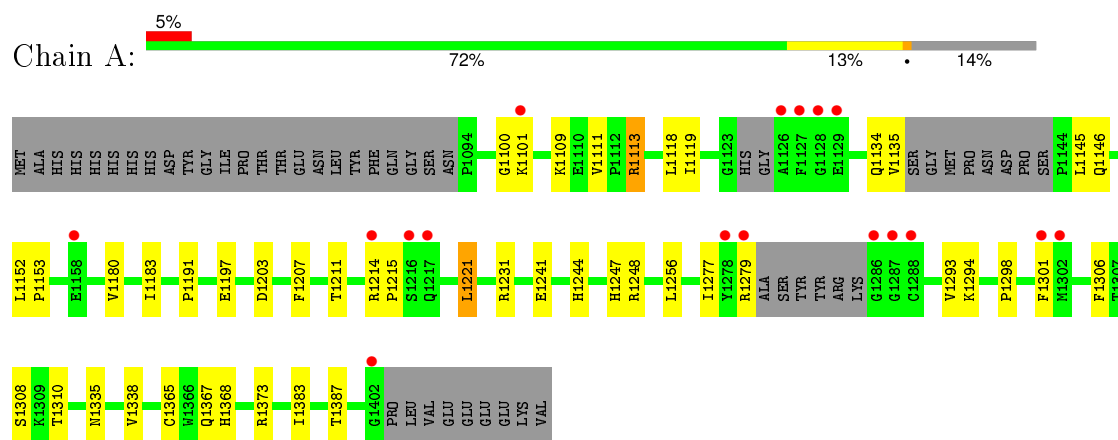 5%
Chain A:
72% 13% • 14%
MET ALA HIS HIS HIS HIS HIS HIS ASP TYR GLY ILE PRO THR THR GLU ASN LEU TYR PHE GLN GLY SER ASN P1094 G1100 K1101 K1109 E1110 V1111 P1112 R1113 L1118 I1119 G1123 HIS GLY A1126 F1127 G1128 E1129 Q1134 V1135 SER GLY MET PRO ASN ASP PRO SER P1144 L1145 Q1146
L1152 P1153 E1158 V1180 I1183 P1191 E1197 D1203 F1207 T1211 R1214 P1215 S1216 Q1217 L1221 R1231 E1241 H1244 H1247 R1248 L1256 I1277 Y1278 R1279 ALA SER TYR TYR ARG LYS G1286 G1287 C1288 V1293 K1294 P1298 F1301 M1302 F1306 T1307
S1308 K1309 T1310 N1335 V1338 C1365 W1366 Q1367 H1368 R1373 I1383 T1387 G1402 PRO LEU VAL GLU GLU GLU GLU LYS VAL